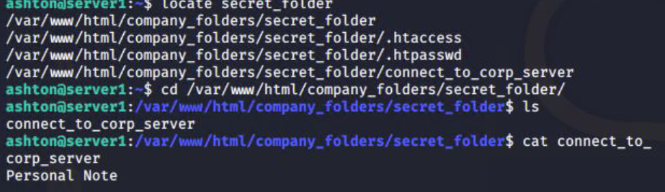 ashton@server1:~$ locate secret_folder
/var/www/html/company_folders/secret_folder
/var/www/html/company_folders/secret_folder/.htaccess
/var/www/html/company_folders/secret_folder/.htpasswd
/var/www/html/company_folders/secret_folder/connect_to_corp_server
ashton@server1:~$ cd /var/www/html/company_folders/secret_folder/
ashton@server1:/var/www/html/company_folders/secret_folder$ ls
connect_to_corp_server
ashton@server1:/var/www/html/company_folders/secret_folder$ cat connect_to_
corp_server
Personal Note